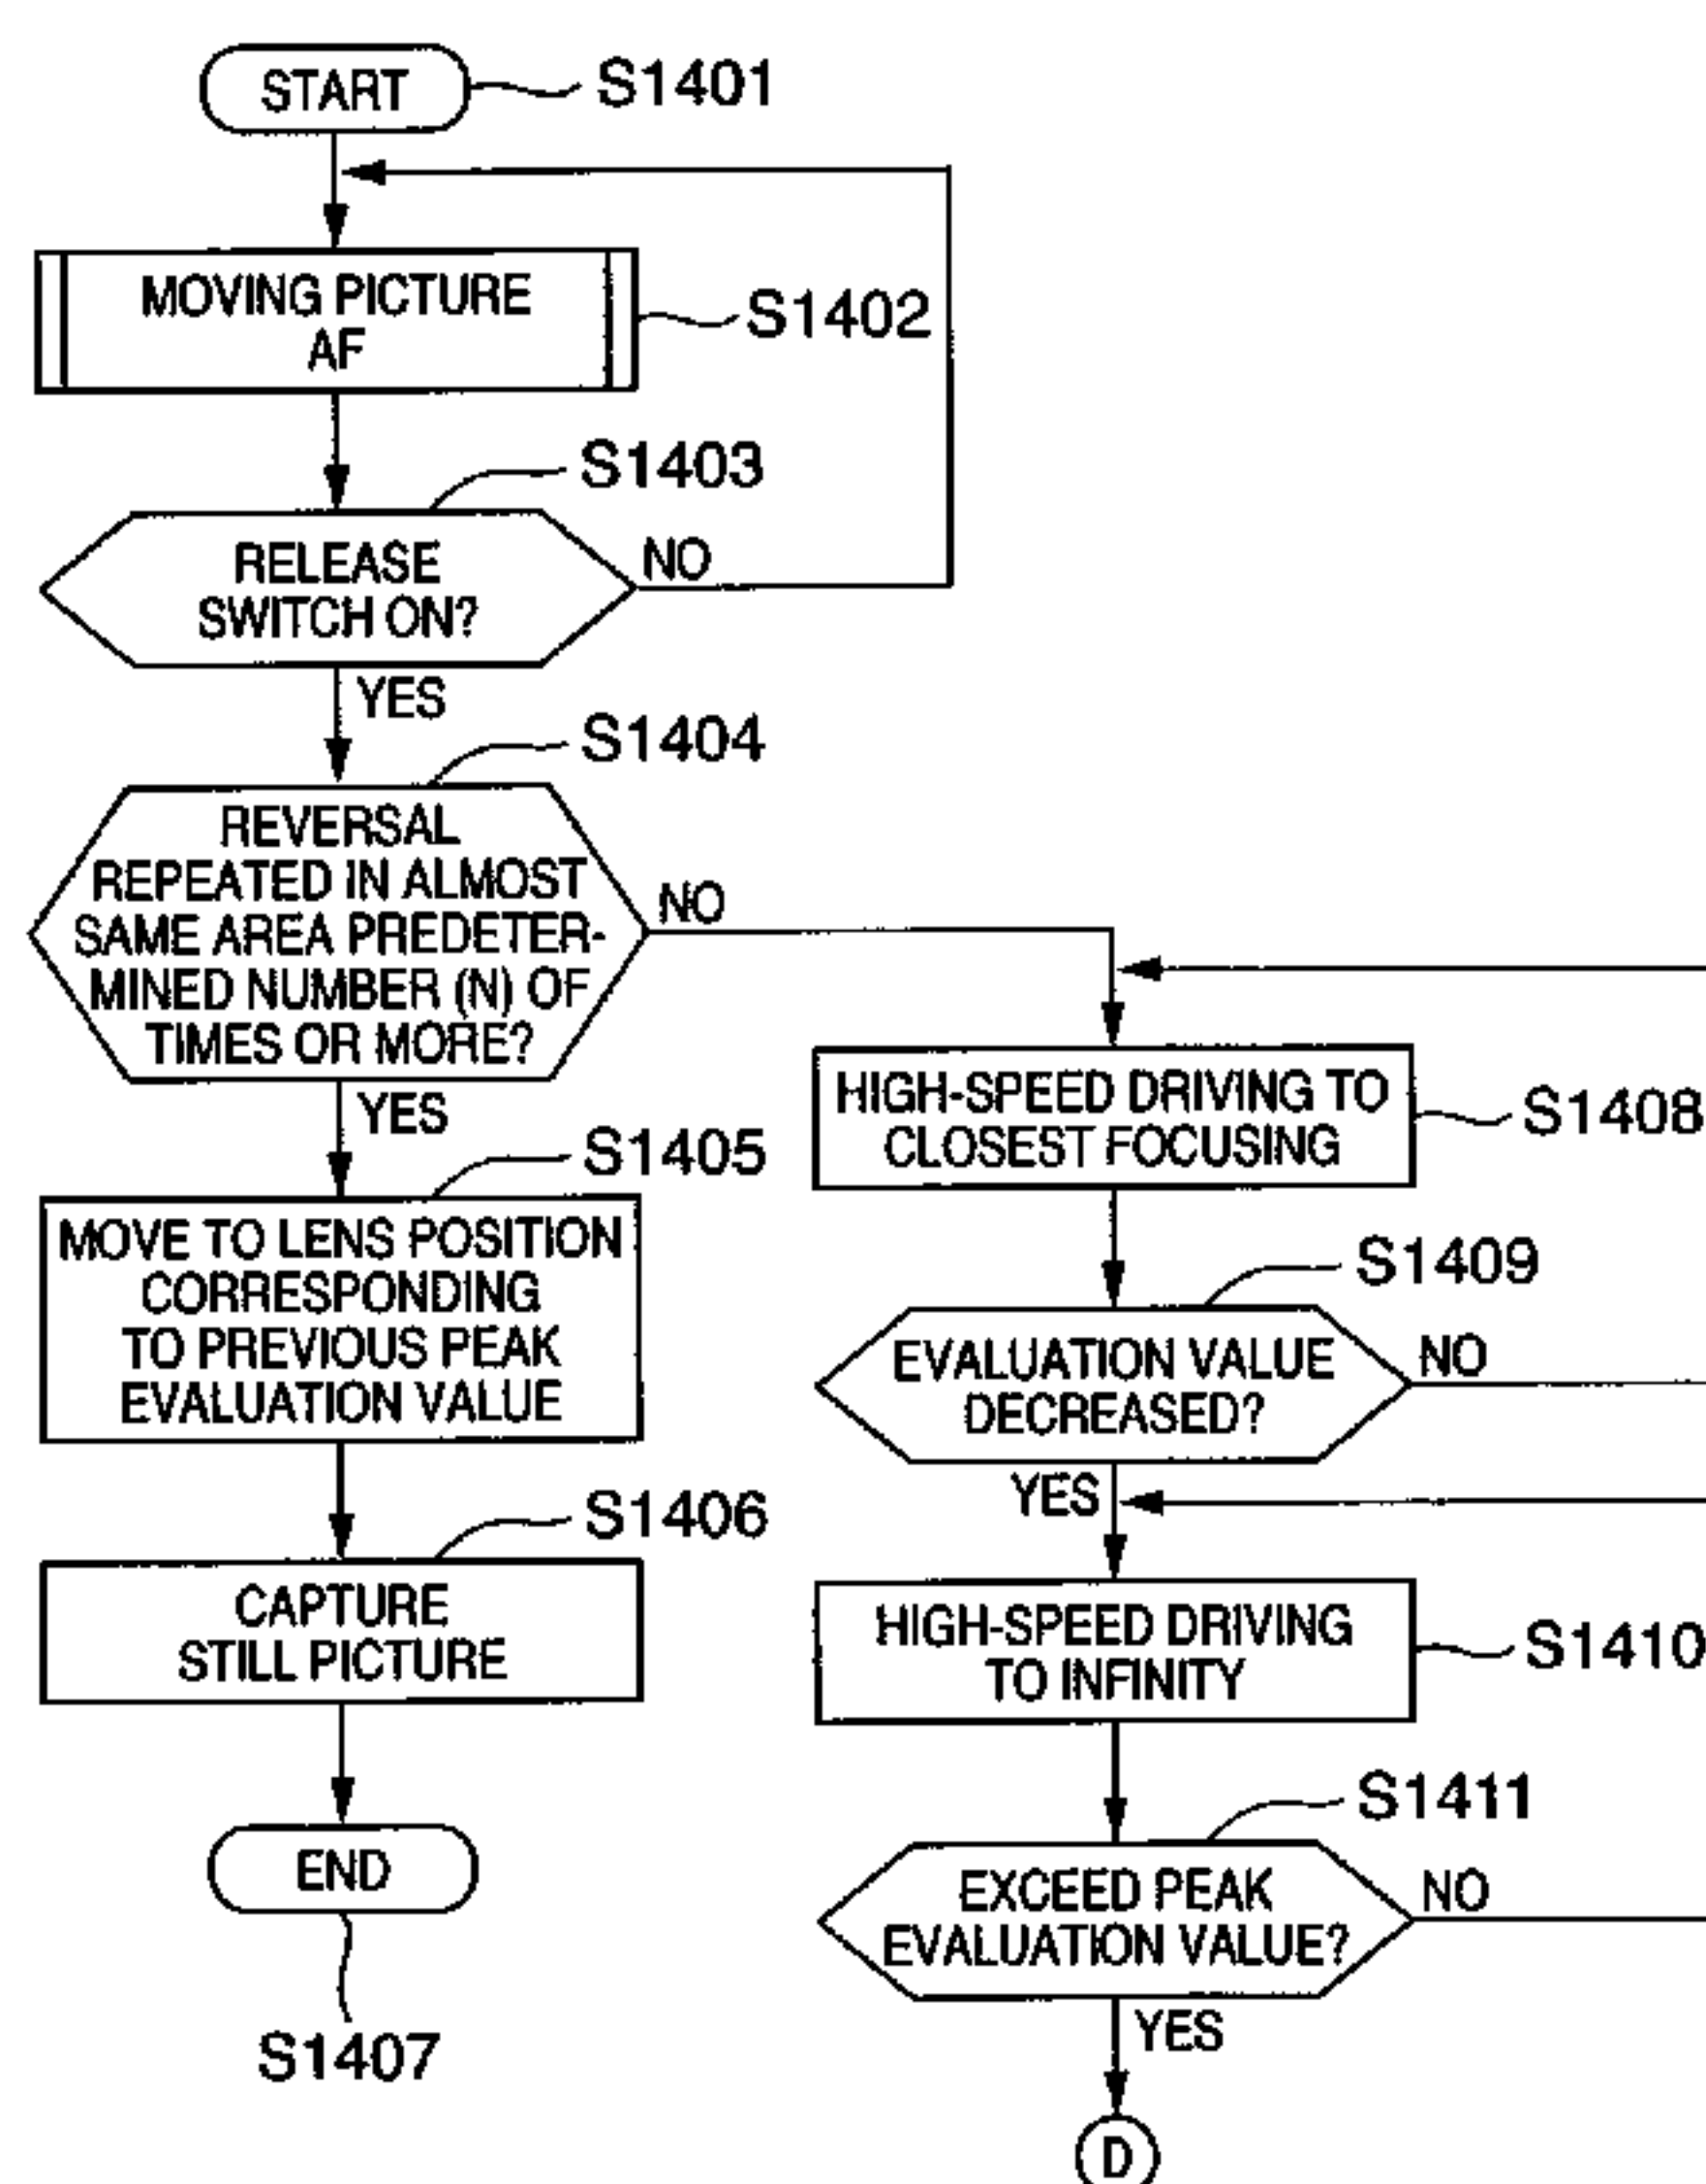 START
S1401
MOVING PICTURE
AF
S1402
S1403
RELEASE
SWITCH ON?
NO
YES
S1404
REVERSAL
REPEATED IN ALMOST
SAME AREA PREDETER-
MINED NUMBER (N) OF
TIMES OR MORE?
NO
YES
S1405
MOVE TO LENS POSITION
CORRESPONDING
TO PREVIOUS PEAK
EVALUATION VALUE
S1406
CAPTURE
STILL PICTURE
END
S1407
HIGH-SPEED DRIVING TO
CLOSEST FOCUSING
S1408
S1409
EVALUATION VALUE
DECREASED?
NO
YES
HIGH-SPEED DRIVING
TO INFINITY
S1410
S1411
EXCEED PEAK
EVALUATION VALUE?
NO
YES
D